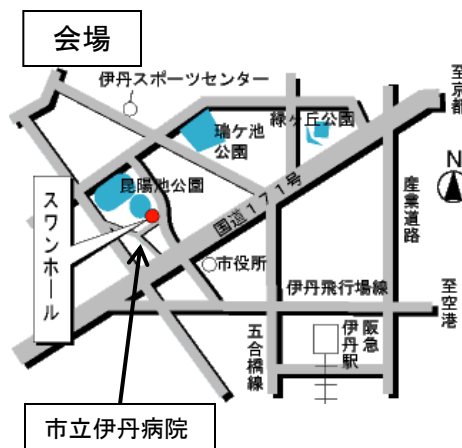 会場
伊丹スポーツセンター
至京都
緑ヶ丘公園
瑞ケ池
公園
N
昆陽池公園
スワンホール
国道171号
産業道路
市役所
伊丹飛行場線
至空港
五合橋線
阪急
伊丹駅
市立伊丹病院